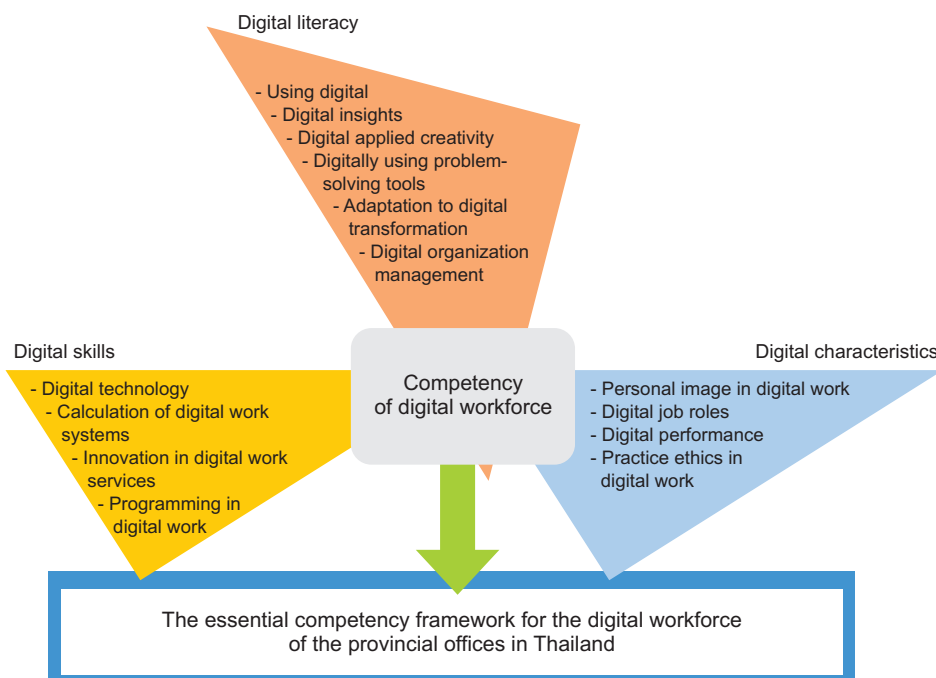 Digital literacy
- Using digital
- Digital insights
- Digital applied creativity
- Digitally using problem-
solving tools
- Adaptation to digital
transformation
- Digital organization
management
Digital skills
- Digital technology
- Calculation of digital work
systems
- Innovation in digital work
services
- Programming in
digital work
Competency
of digital workforce
Digital characteristics
- Personal image in digital work
- Digital job roles
- Digital performance
- Practice ethics in
digital work
The essential competency framework for the digital workforce
of the provincial offices in Thailand